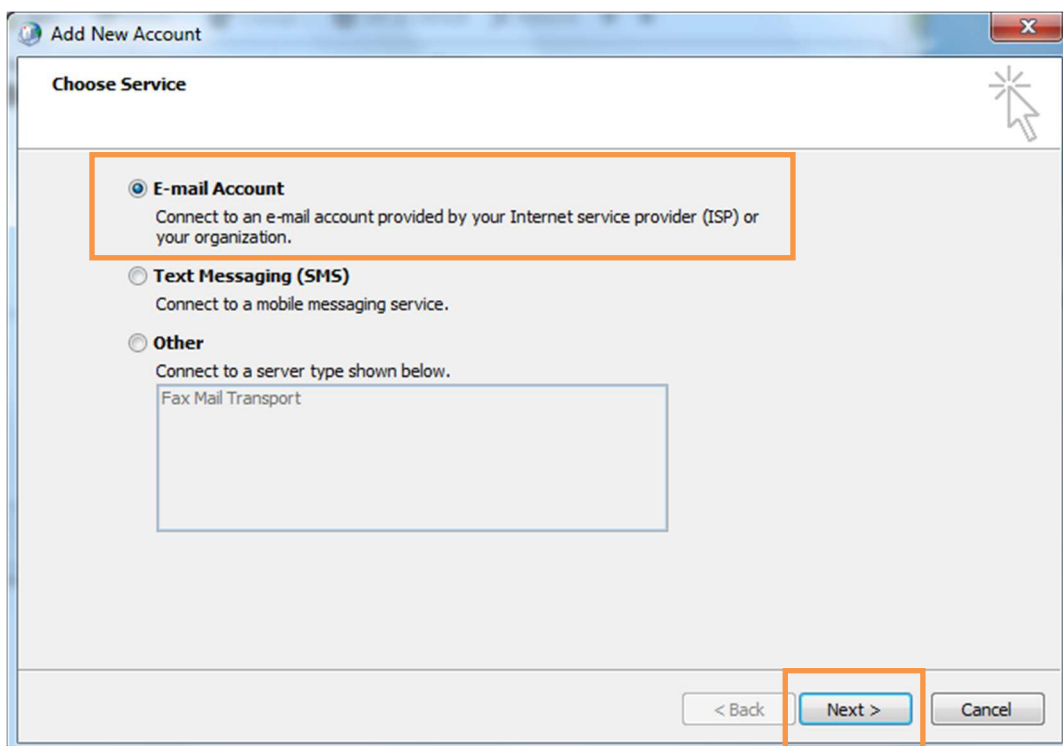 Add New Account
Choose Service
E-mail Account
Connect to an e-mail account provided by your Internet service provider (ISP) or
your organization.
Text Messaging (SMS)
Connect to a mobile messaging service.
Other
Connect to a server type shown below.
Fax Mail Transport
< Back
Next >
Cancel